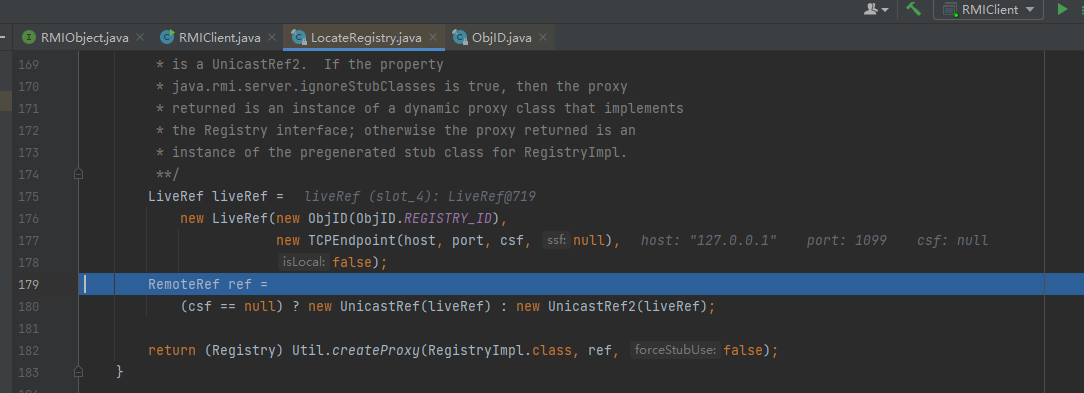 RMIClient
RMIObject.java
RMIClient.java
LocateRegistry.java
ObjID.java
169 * is a UnicastRef2.  If the property
170 * java.rmi.server.ignoreStubClasses is true, then the proxy
171 * returned is an instance of a dynamic proxy class that implements
172 * the Registry interface; otherwise the proxy returned is an
173 * instance of the pregenerated stub class for RegistryImpl.
174 **/
175 LiveRef liveRef = liveRef (slot_4): LiveRef@719
176 new LiveRef(new ObjID(ObjID.REGISTRY_ID),
177 new TCPEndpoint(host, port, csf, ssf: null), host: "127.0.0.1" port: 1099 csf: null
178 isLocal: false);
179 RemoteRef ref =
180 (csf == null) ? new UnicastRef(liveRef) : new UnicastRef2(liveRef);
181
182 return (Registry) Util.createProxy(RegistryImpl.class, ref, forceStubUse: false);
183 }